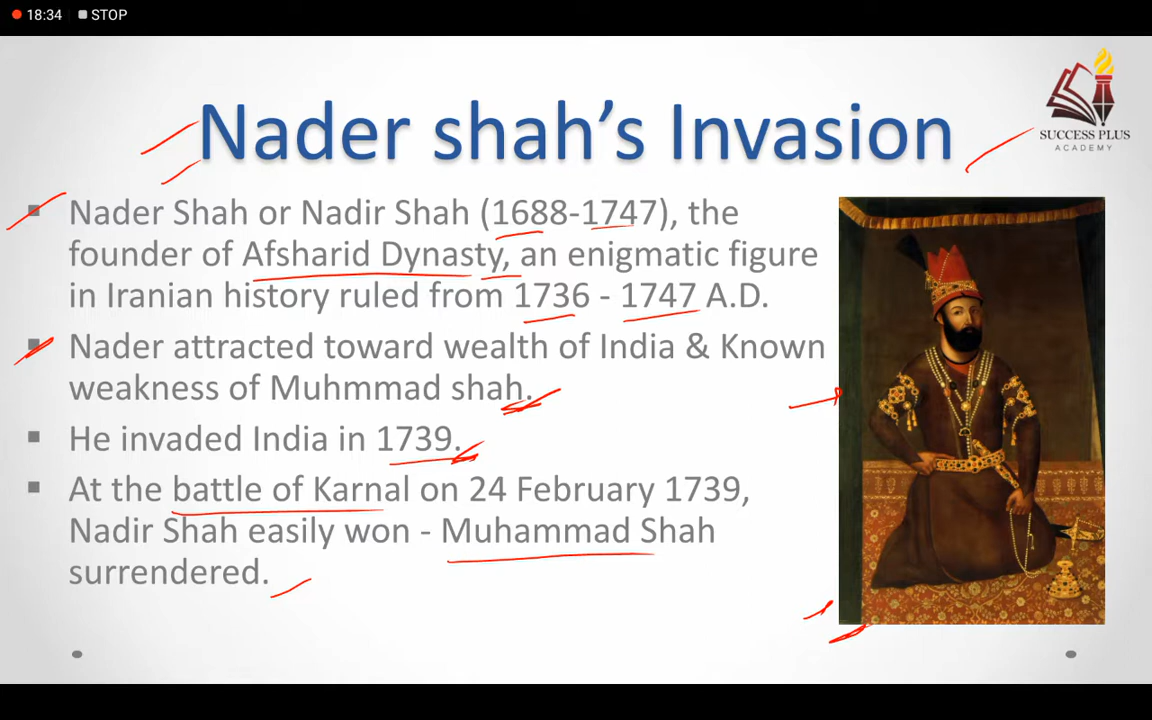 18:34 STOP
SUCCESS PLUS
ACADEMY
Nader shah’s Invasion
▪ Nader Shah or Nadir Shah (1688-1747), the
founder of Afsharid Dynasty, an enigmatic figure
in Iranian history ruled from 1736 - 1747 A.D.
▪ Nader attracted toward wealth of India & Known
weakness of Muhmmad shah.
▪ He invaded India in 1739.
▪ At the battle of Karnal on 24 February 1739,
Nadir Shah easily won - Muhammad Shah
surrendered.